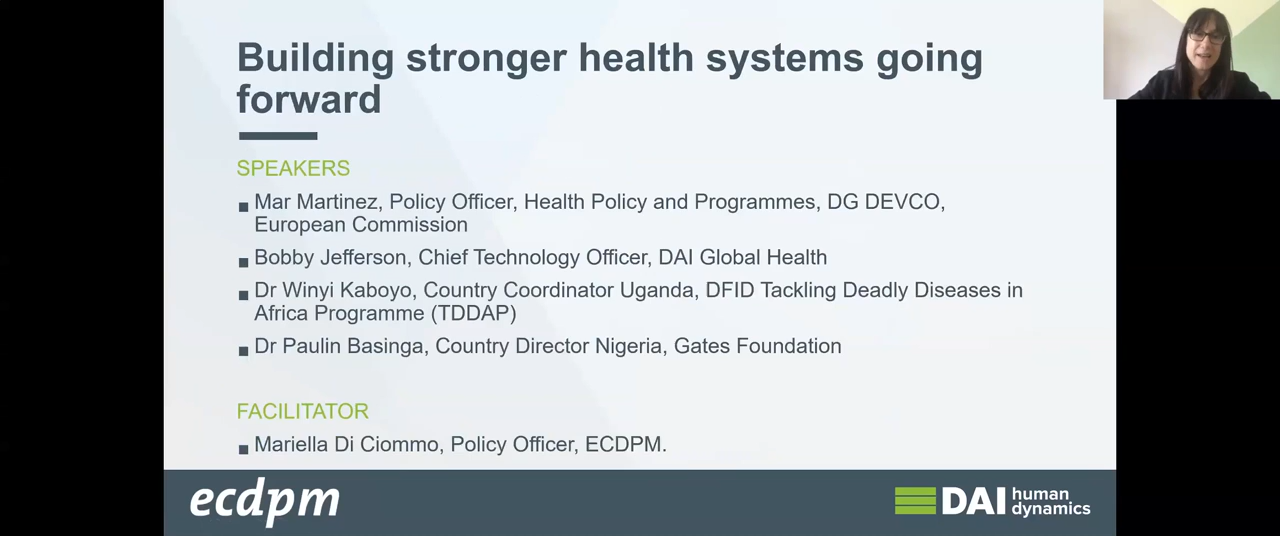 Building stronger health systems going
forward
SPEAKERS
Mar Martinez, Policy Officer, Health Policy and Programmes, DG DEVCO,
European Commission
Bobby Jefferson, Chief Technology Officer, DAI Global Health
Dr Winyi Kaboyo, Country Coordinator Uganda, DFID Tackling Deadly Diseases in
Africa Programme (TDDAP)
Dr Paulin Basinga, Country Director Nigeria, Gates Foundation
FACILITATOR
Mariella Di Ciommo, Policy Officer, ECDPM.
ecdpm
DAI human
dynamics